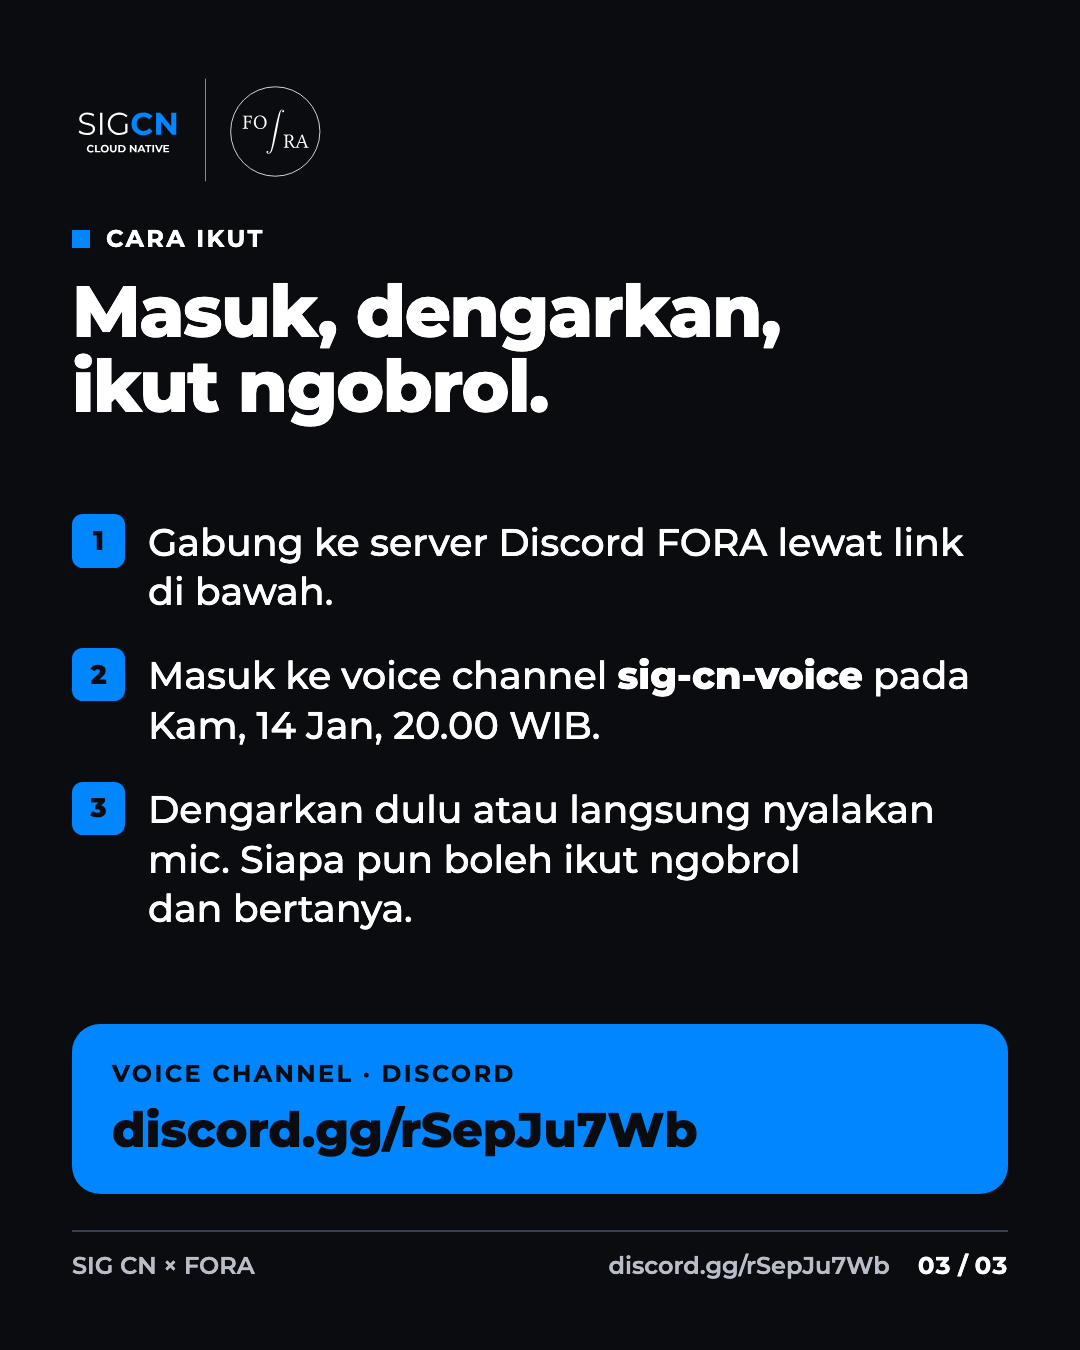 SIGCN
CLOUD NATIVE
FO RA
CARA IKUT
Masuk, dengarkan,
ikut ngobrol.
1
Gabung ke server Discord FORA lewat link
di bawah.
2
Masuk ke voice channel sig-cn-voice pada
Kam, 14 Jan, 20.00 WIB.
3
Dengarkan dulu atau langsung nyalakan
mic. Siapa pun boleh ikut ngobrol
dan bertanya.
VOICE CHANNEL · DISCORD
discord.gg/rSepJu7Wb
SIG CN × FORA
discord.gg/rSepJu7Wb 03 / 03